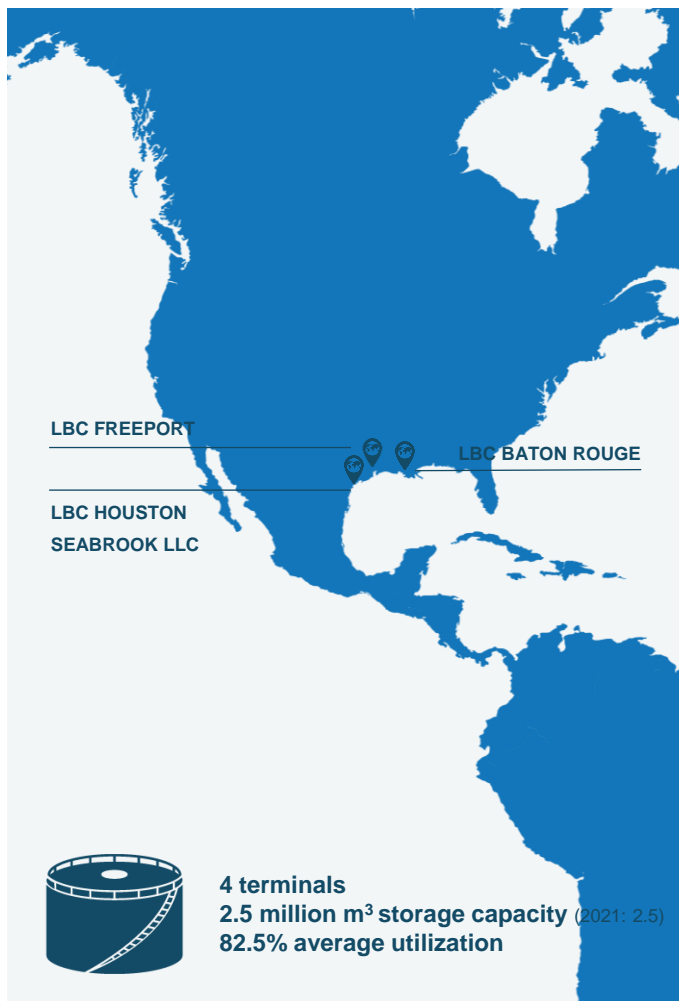 LBC FREEPORT
LBC BATON ROUGE
LBC HOUSTON
SEABROOK LLC
4 terminals
2.5 million m³ storage capacity (2021: 2.5)
82.5% average utilization